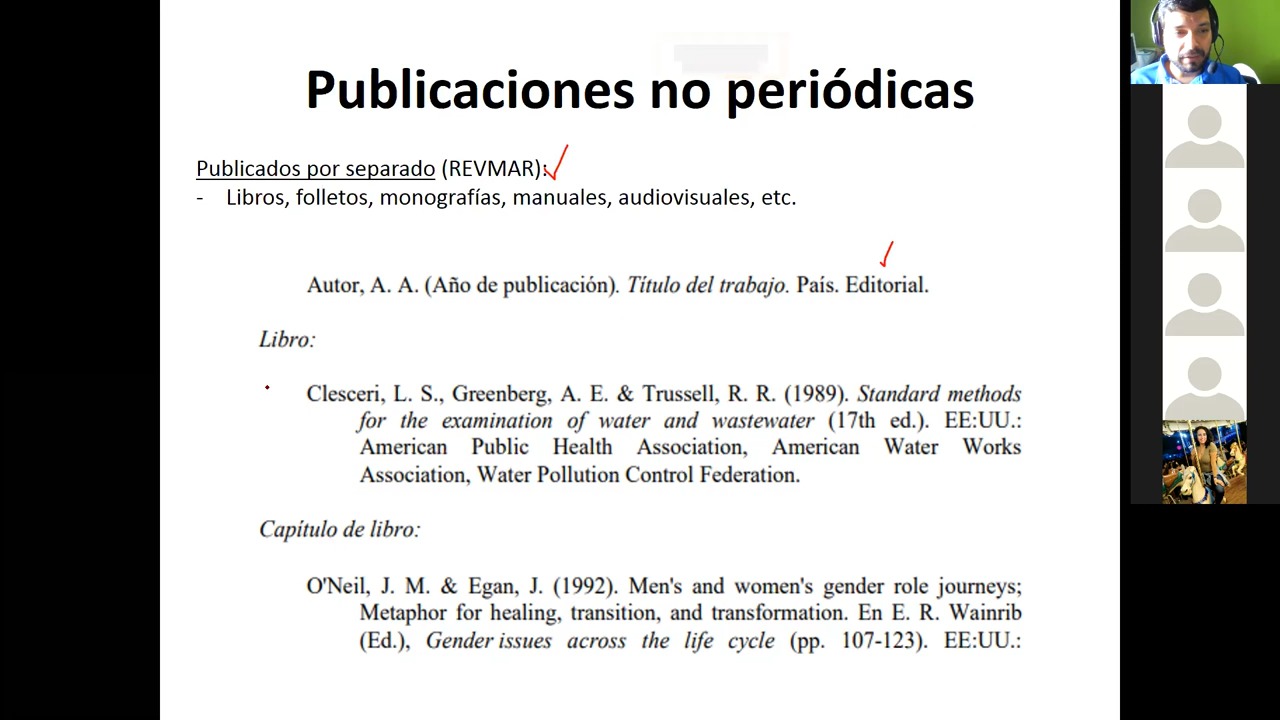 Publicaciones no periódicas
Publicados por separado (REVMAR):
- Libros, folletos, monografías, manuales, audiovisuales, etc.
Autor, A. A. (Año de publicación). Título del trabajo. País. Editorial.
Libro:
Clesceri, L. S., Greenberg, A. E. & Trussell, R. R. (1989). Standard methods
for the examination of water and wastewater (17th ed.). EE:UU.:
American Public Health Association, American Water Works
Association, Water Pollution Control Federation.
Capítulo de libro:
O'Neil, J. M. & Egan, J. (1992). Men's and women's gender role journeys;
Metaphor for healing, transition, and transformation. En E. R. Wainrib
(Ed.), Gender issues across the life cycle (pp. 107-123). EE:UU.: